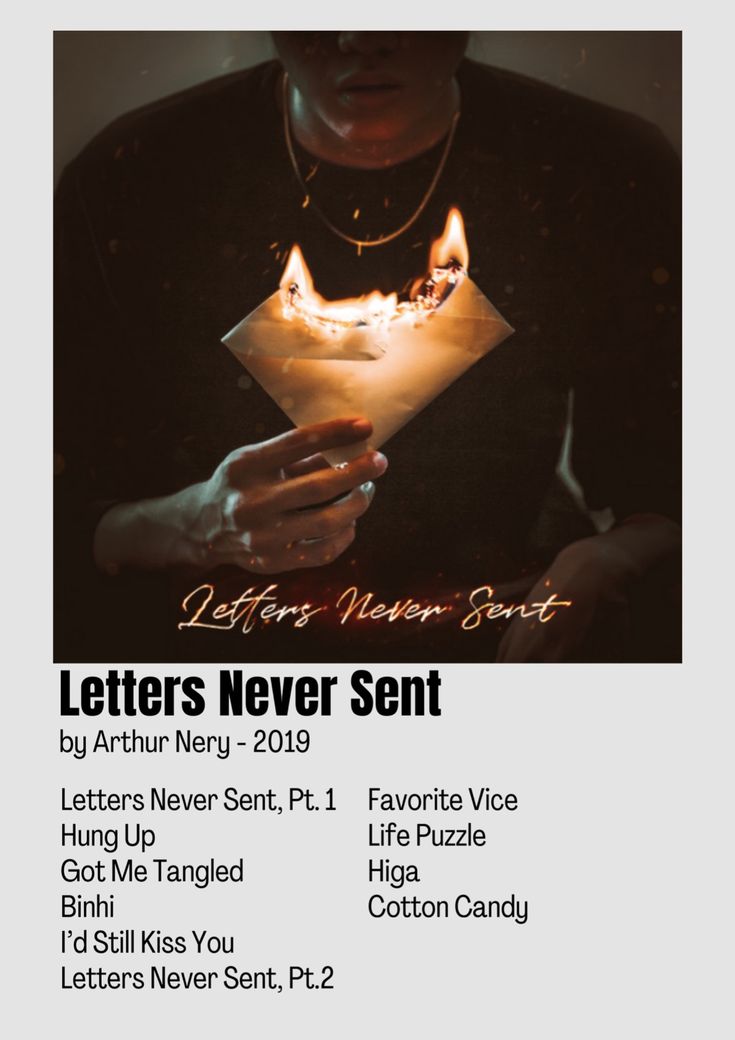 Letters Never Sent
Letters Never Sent
by Arthur Nery - 2019
Letters Never Sent, Pt. 1
Hung Up
Got Me Tangled
Binhi
I’d Still Kiss You
Letters Never Sent, Pt.2
Favorite Vice
Life Puzzle
Higa
Cotton Candy